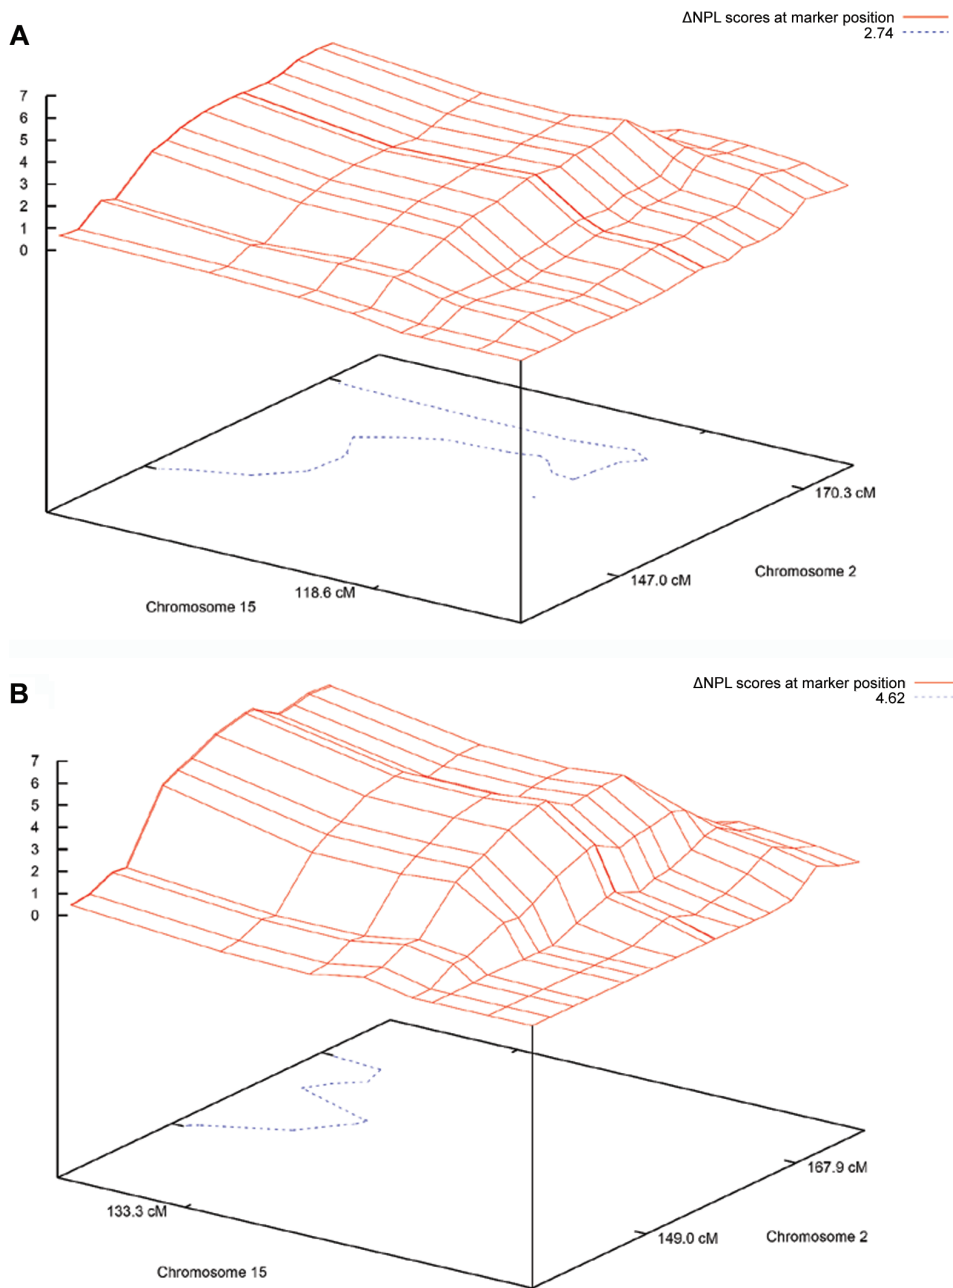 A
ΔNPL scores at marker position
2.74
7
6
5
4
3
2
1
0
170.3 cM
Chromosome 2
147.0 cM
118.6 cM
Chromosome 15
B
ΔNPL scores at marker position
4.62
7
6
5
4
3
2
1
0
167.9 cM
133.3 cM
149.0 cM
Chromosome 2
Chromosome 15